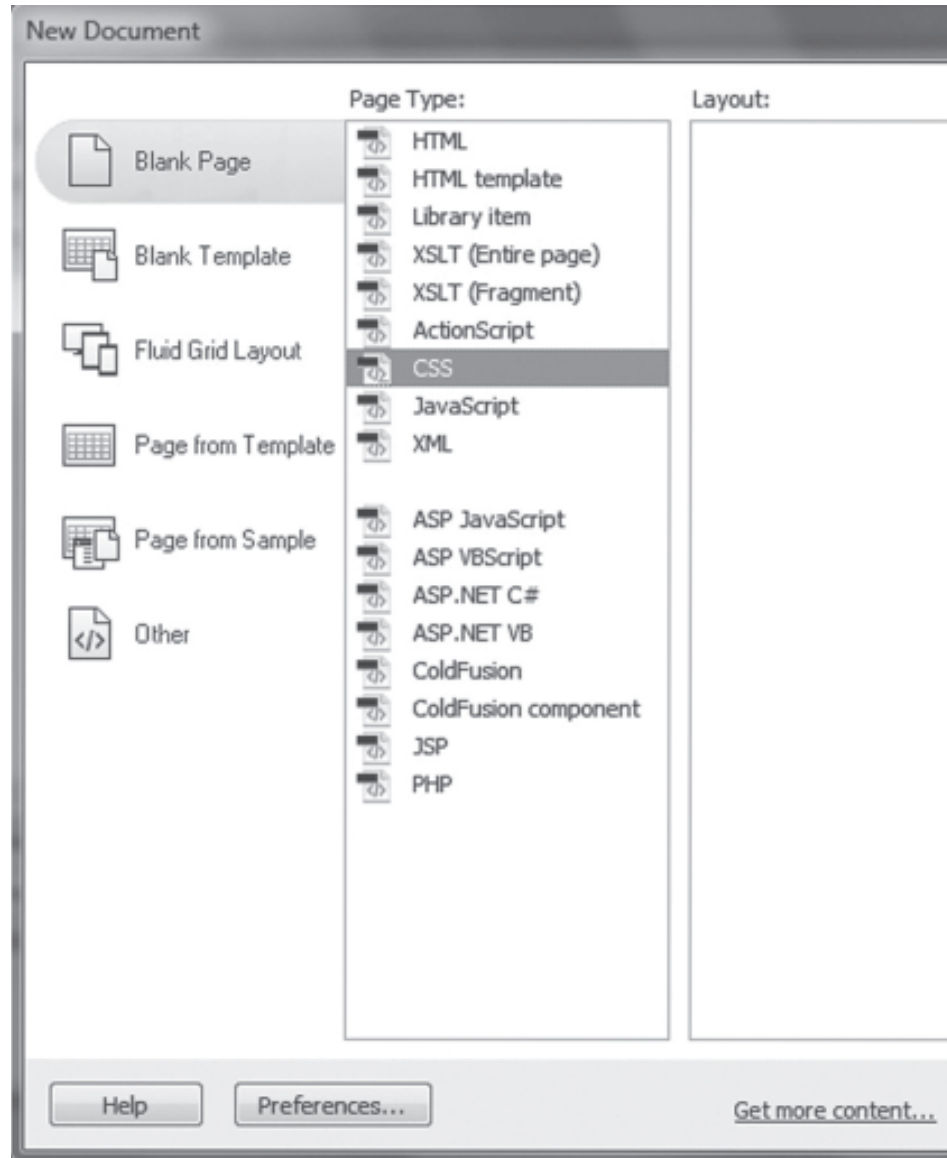 New Document
Blank Page
Blank Template
Fluid Grid Layout
Page from Template
Page from Sample
Other
Page Type:
HTML
HTML template
Library item
XSLT (Entire page)
XSLT (Fragment)
ActionScript
CSS
JavaScript
XML
ASP JavaScript
ASP VBScript
ASP.NET C#
ASP.NET VB
ColdFusion
ColdFusion component
JSP
PHP
Layout:
Help
Preferences...
Get more content...